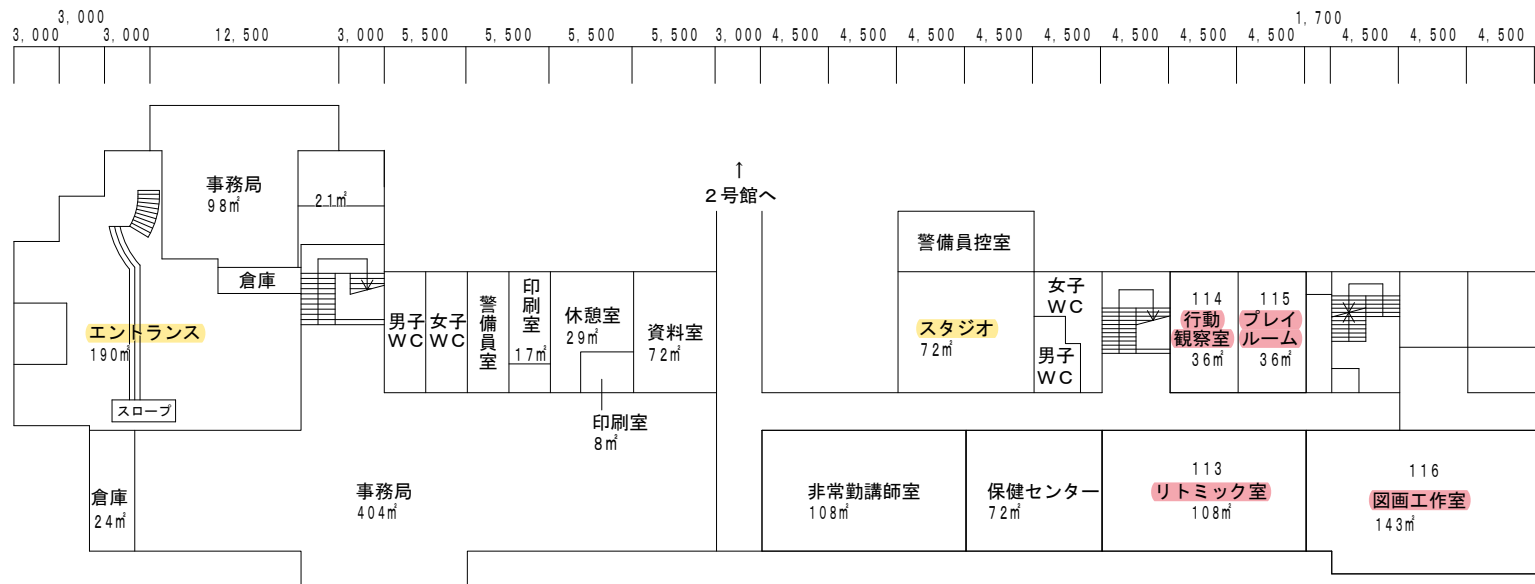 3,000
1,700
3,000
3,000
12,500
3,000
5,500
5,500
5,500
5,500
3,000
4,500
4,500
4,500
4,500
4,500
4,500
4,500
4,500
4,500
4,500
4,500
事務局
98㎡
21㎡
↑
2号館へ
警備員控室
倉庫
エントランス
190㎡
スロープ
男子
WC
女子
WC
警備員室
印刷室
17㎡
休憩室
29㎡
資料室
72㎡
印刷室
8㎡
スタジオ
72㎡
女子
WC
男子
WC
114
行動
観察室
36㎡
115
プレイ
ルーム
36㎡
倉庫
24㎡
事務局
404㎡
非常勤講師室
108㎡
保健センター
72㎡
113
リトミック室
108㎡
116
図画工作室
143㎡